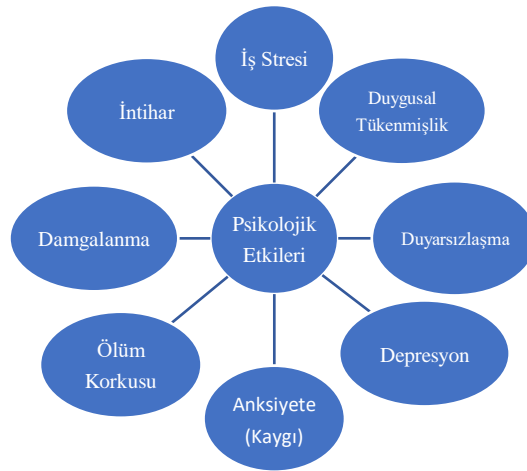 İş Stresi
Duygusal
Tükenmişlik
Duyarsızlaşma
Depresyon
Anksiyete
(Kaygı)
Ölüm
Korkusu
Damgalanma
İntihar
Psikolojik
Etkileri